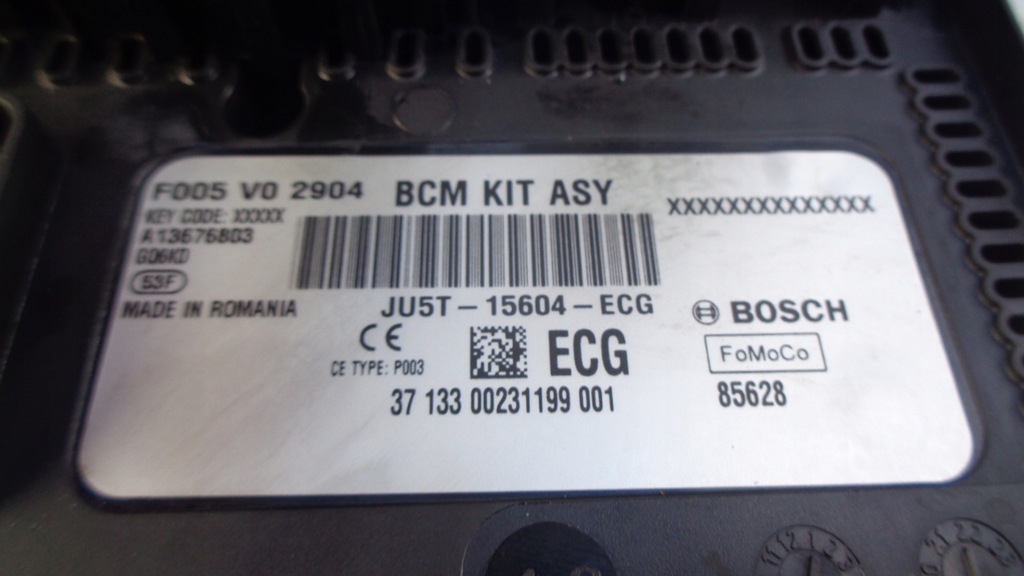 F005 V0 2904 BCM KIT ASY XXXXXXXXXXXXXX
KEY CODE: XXXXX
A13676803
GD6KD
53F
MADE IN ROMANIA JU5T-15604-ECG BOSCH
CE ECG FoMoCo
CE TYPE: P003
37 133 00231199 001 85628